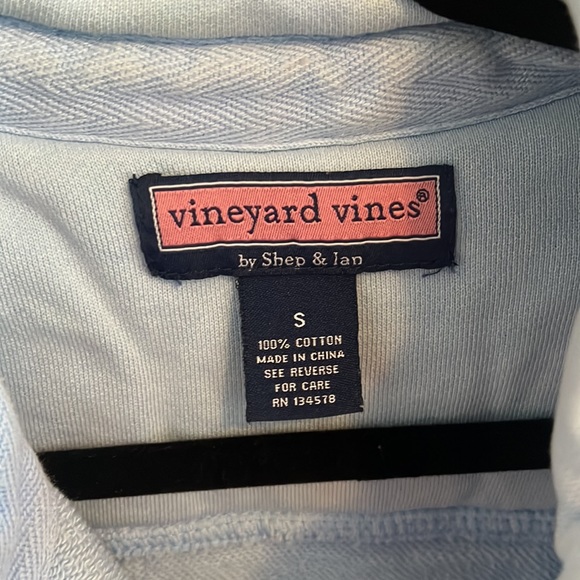 vineyard vines®
by Shep & Ian
S
100% COTTON
MADE IN CHINA
SEE REVERSE
FOR CARE
RN 134578